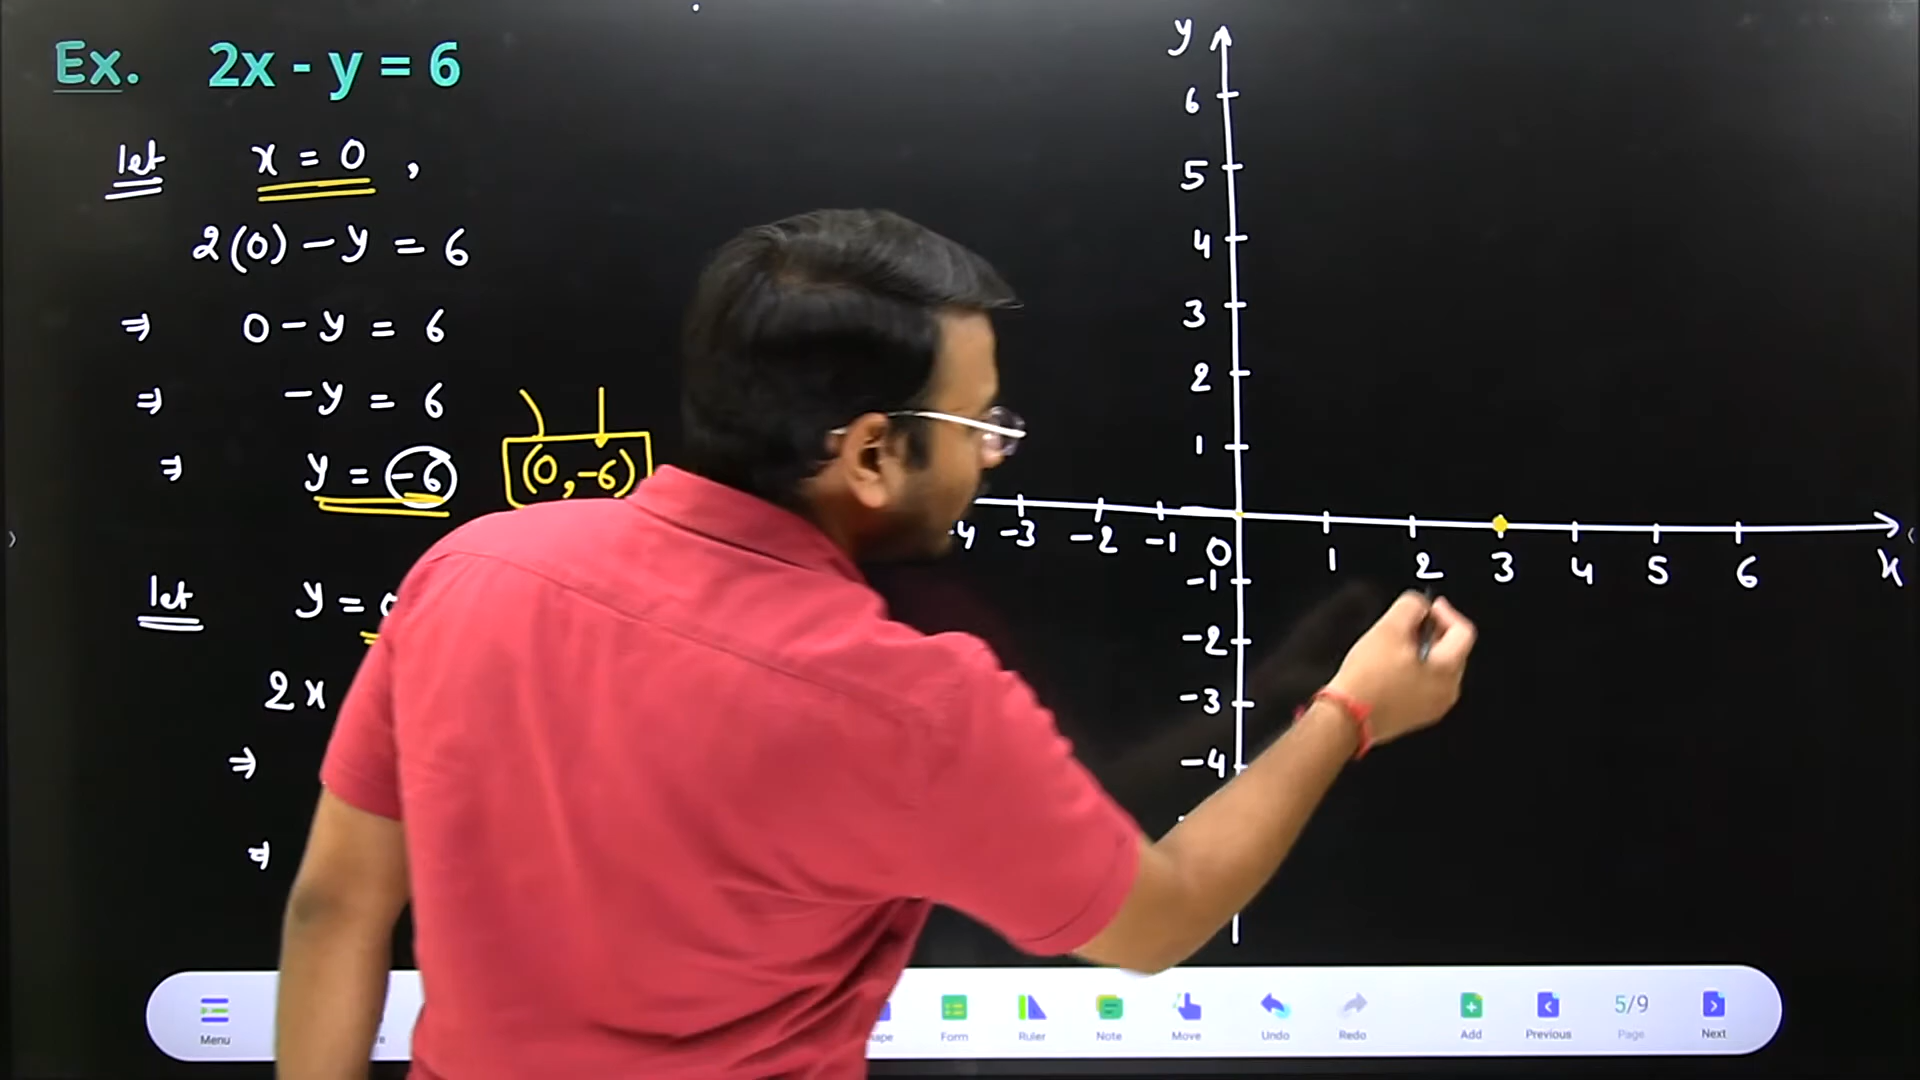 Ex. 2x - y = 6
let x = 0 ,
2(0) – y = 6
⇒ 0 – y = 6
⇒ – y = 6
⇒ y = –6 (0, –6)
let y =
2x
⇒
⇒
y
6
5
4
3
2
1
-4 -3 -2 -1 0 1 2 3 4 5 6 x
-1
-2
-3
-4
Menu Form Ruler Note Move Undo Redo Add Previous 5/9 Page Next